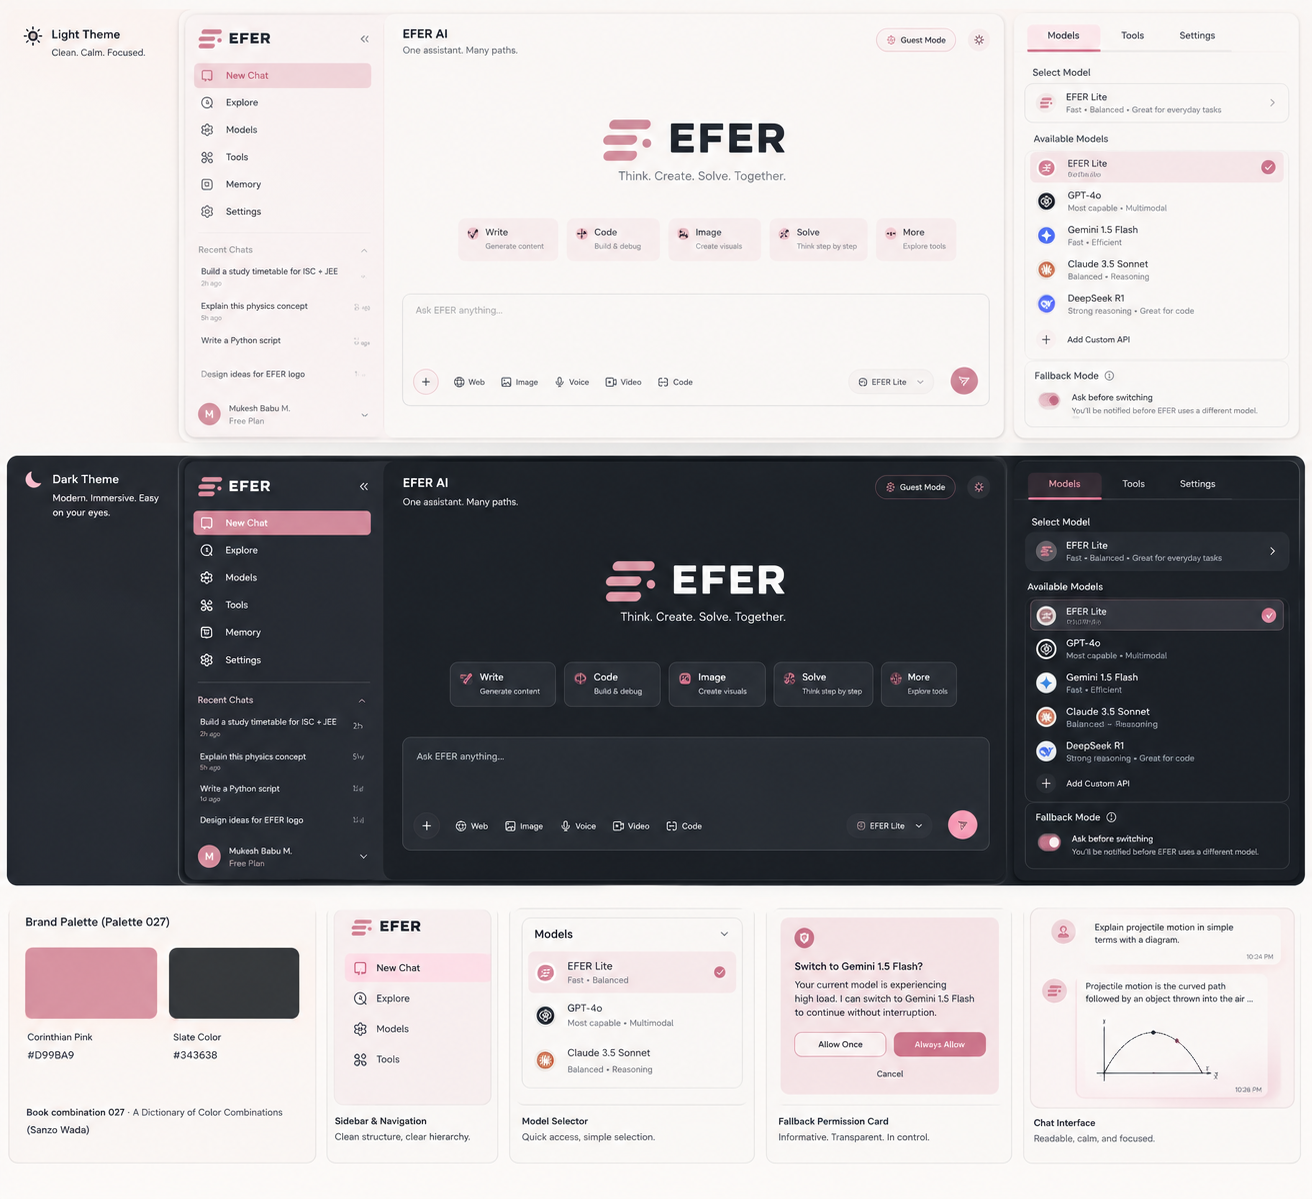 Light Theme
Clean. Calm. Focused.
EFER
New Chat
Explore
Models
Tools
Memory
Settings
Recent Chats
Build a study timetable for ISC + JEE
2h ago
Explain this physics concept
5h ago
Write a Python script
Design ideas for EFER logo
M
Mukesh Babu M.
Free Plan
EFER AI
One assistant. Many paths.
Guest Mode
EFER
Think. Create. Solve. Together.
Write
Generate content
Code
Build & debug
Image
Create visuals
Solve
Think step by step
More
Explore tools
Ask EFER anything...
Web
Image
Voice
Video
Code
EFER Lite
Models
Tools
Settings
Select Model
EFER Lite
Fast • Balanced • Great for everyday tasks
Available Models
EFER Lite
GPT-4o
Most capable • Multimodal
Gemini 1.5 Flash
Fast • Efficient
Claude 3.5 Sonnet
Balanced • Reasoning
DeepSeek R1
Strong reasoning • Great for code
Add Custom API
Fallback Mode
Ask before switching
You'll be notified before EFER uses a different model.
Dark Theme
Modern. Immersive. Easy
on your eyes.
EFER
New Chat
Explore
Models
Tools
Memory
Settings
Recent Chats
Build a study timetable for ISC + JEE
2h ago
2h
Explain this physics concept
5h ago
Write a Python script
1d ago
Design ideas for EFER logo
M
Mukesh Babu M.
Free Plan
EFER AI
One assistant. Many paths.
Guest Mode
EFER
Think. Create. Solve. Together.
Write
Generate content
Code
Build & debug
Image
Create visuals
Solve
Think step by step
More
Explore tools
Ask EFER anything...
Web
Image
Voice
Video
Code
EFER Lite
Models
Tools
Settings
Select Model
EFER Lite
Fast • Balanced • Great for everyday tasks
Available Models
EFER Lite
GPT-4o
Most capable • Multimodal
Gemini 1.5 Flash
Fast • Efficient
Claude 3.5 Sonnet
Balanced – Reasoning
DeepSeek R1
Strong reasoning • Great for code
Add Custom API
Fallback Mode
Ask before switching
You'll be notified before EFER uses a different model.
Brand Palette (Palette 027)
Corinthian Pink
#D99BA9
Slate Color
#343638
Book combination 027 · A Dictionary of Color Combinations
(Sanzo Wada)
EFER
New Chat
Explore
Models
Tools
Sidebar & Navigation
Clean structure, clear hierarchy.
Models
EFER Lite
Fast • Balanced
GPT-4o
Most capable • Multimodal
Claude 3.5 Sonnet
Balanced • Reasoning
Model Selector
Quick access, simple selection.
Switch to Gemini 1.5 Flash?
Your current model is experiencing
high load. I can switch to Gemini 1.5 Flash
to continue without interruption.
Allow Once
Always Allow
Cancel
Fallback Permission Card
Informative. Transparent. In control.
Explain projectile motion in simple
terms with a diagram.
10:24 PM
Projectile motion is the curved path
followed by an object thrown into the air ...
10:26 PM
Chat Interface
Readable, calm, and focused.